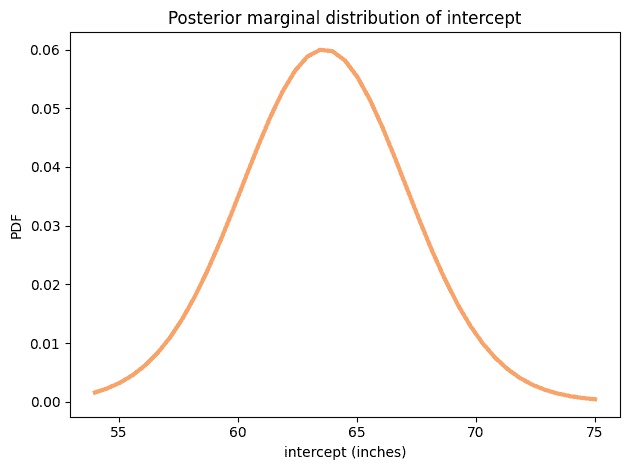 Posterior marginal distribution of intercept
0.06
0.05
0.04
0.03
0.02
0.01
0.00
PDF
55 60 65 70 75
intercept (inches)